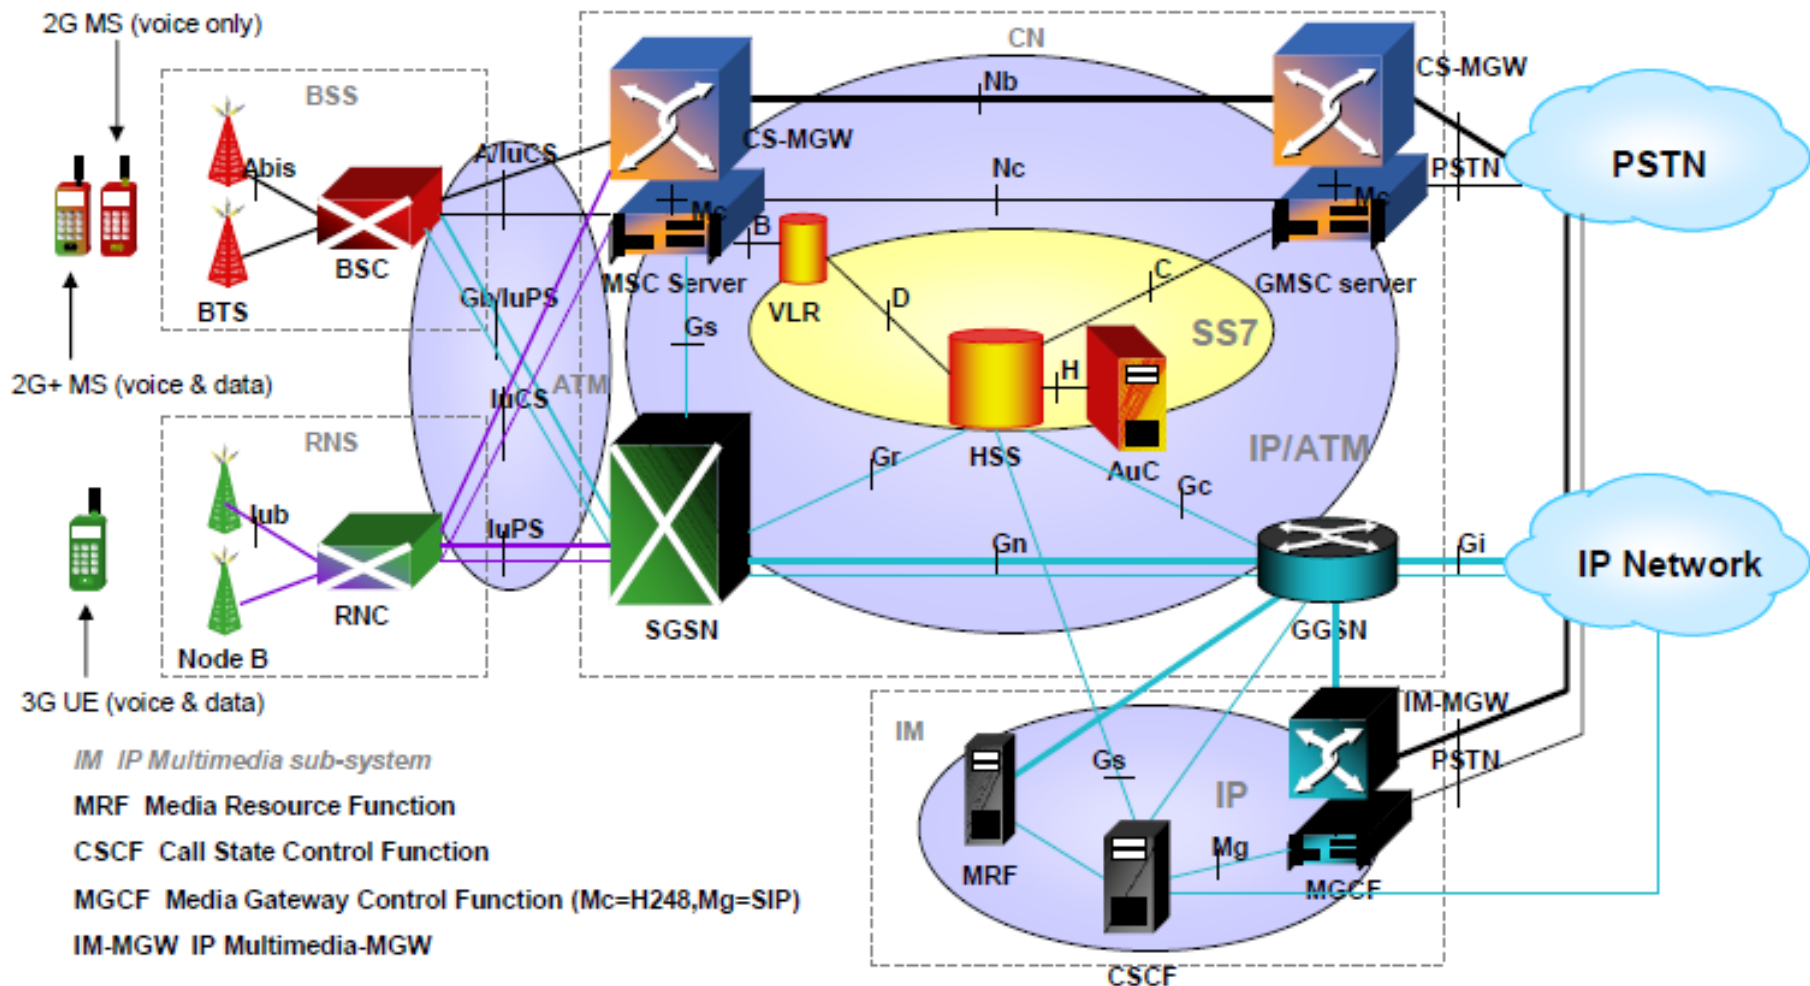 2G MS (voice only)
CN
CS-MGW
BSS
Nb
CS-MGW
A/IuCS
Abis
Nc
PSTN
PSTN
Mc
Mc
B
BSC
MSC Server
C
GMSC server
BTS
Gb/IuPS
VLR
D
Gs
SS7
H
2G+ MS (voice & data)
IuCS
ATM
RNS
Gr
HSS
AuC
IP/ATM
Gc
Iub
IuPS
Gn
Gi
IP Network
RNC
SGSN
GGSN
Node B
3G UE (voice & data)
IM-MGW
IM
PSTN
Gs
IP
IM IP Multimedia sub-system
MRF Media Resource Function
CSCF Call State Control Function
MGCF Media Gateway Control Function (Mc=H248,Mg=SIP)
IM-MGW IP Multimedia-MGW
Mg
MRF
MGCF
CSCF